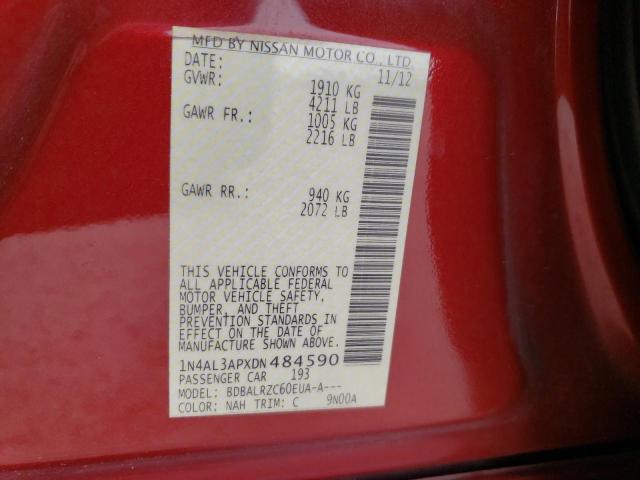 MFD BY NISSAN MOTOR CO., LTD.
DATE: 11/12
GVWR: 1910 KG
4211 LB
GAWR FR.: 1005 KG
2216 LB
GAWR RR.: 940 KG
2072 LB
THIS VEHICLE CONFORMS TO
ALL APPLICABLE FEDERAL
MOTOR VEHICLE SAFETY,
BUMPER, AND THEFT
PREVENTION STANDARDS IN
EFFECT ON THE DATE OF
MANUFACTURE SHOWN ABOVE.
1N4AL3APXDN484590
PASSENGER CAR 193
MODEL: BDBALRZC60EUA-A---
COLOR: NAH TRIM: C 9N00A